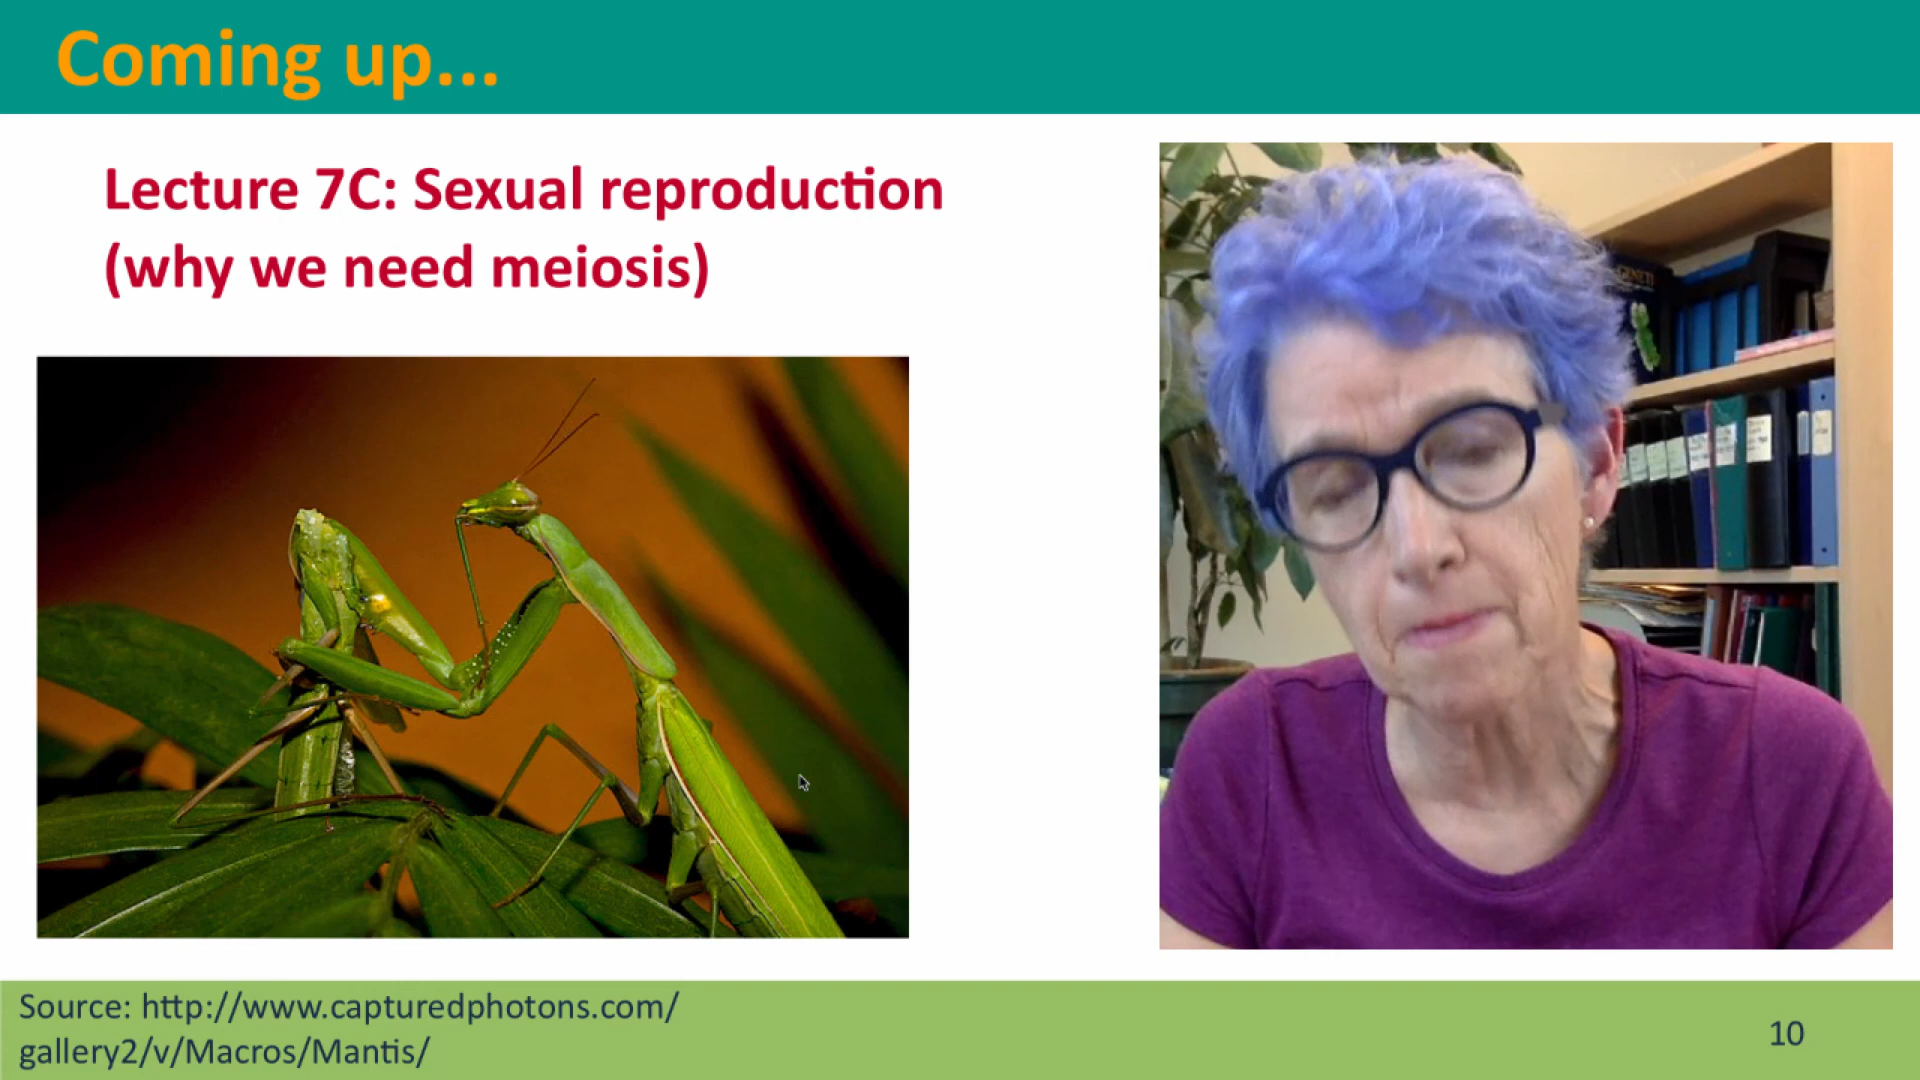 Coming up...
Lecture 7C: Sexual reproduction
(why we need meiosis)
Source: http://www.capturedphotons.com/
gallery2/v/Macros/Mantis/
10